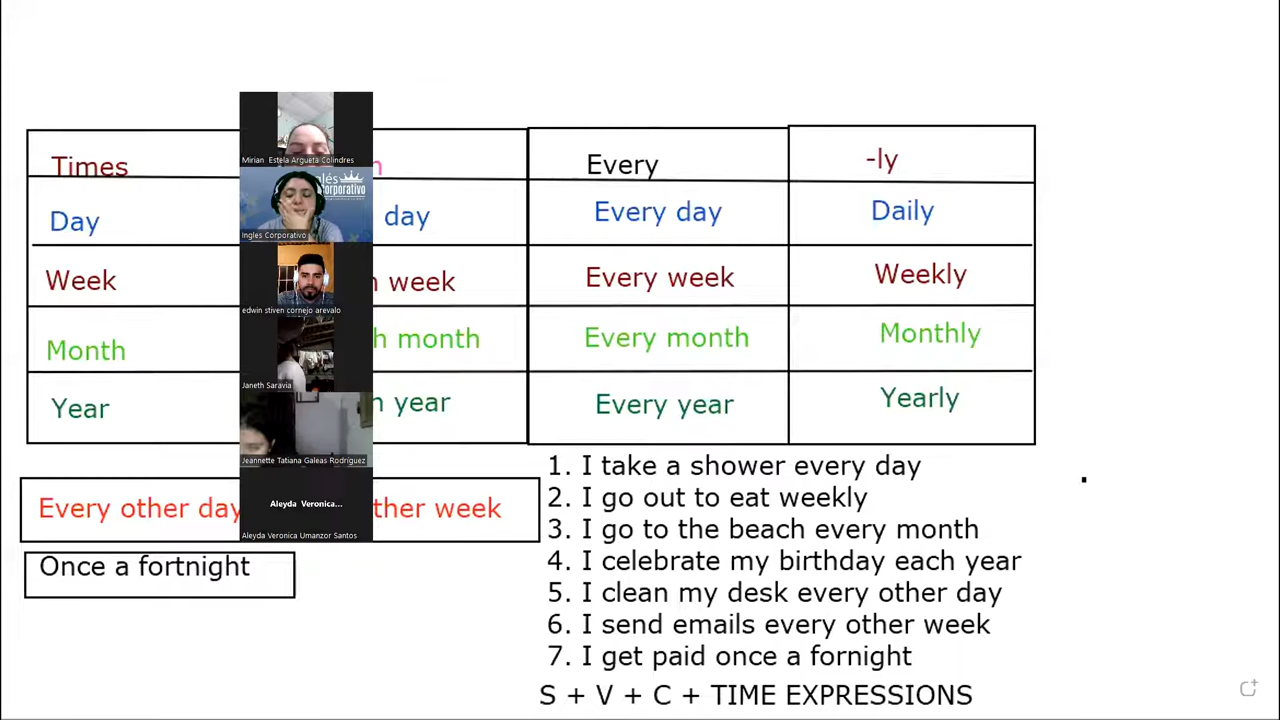 Times Every -ly
Day day Every day Daily
Week week Every week Weekly
Month month Every month Monthly
Year year Every year Yearly
Every other day week
Once a fortnight
1. I take a shower every day
2. I go out to eat weekly
3. I go to the beach every month
4. I celebrate my birthday each year
5. I clean my desk every other day
6. I send emails every other week
7. I get paid once a fornight
S + V + C + TIME EXPRESSIONS
Mirian Estela Argueta Colindres
Ingles Corporativo
edwin stiven cornejo arevalo
Janeth Saravia
Jeannette Tatiana Galeas Rodríguez
Aleyda Veronica...
Aleyda Veronica Umanzor Santos